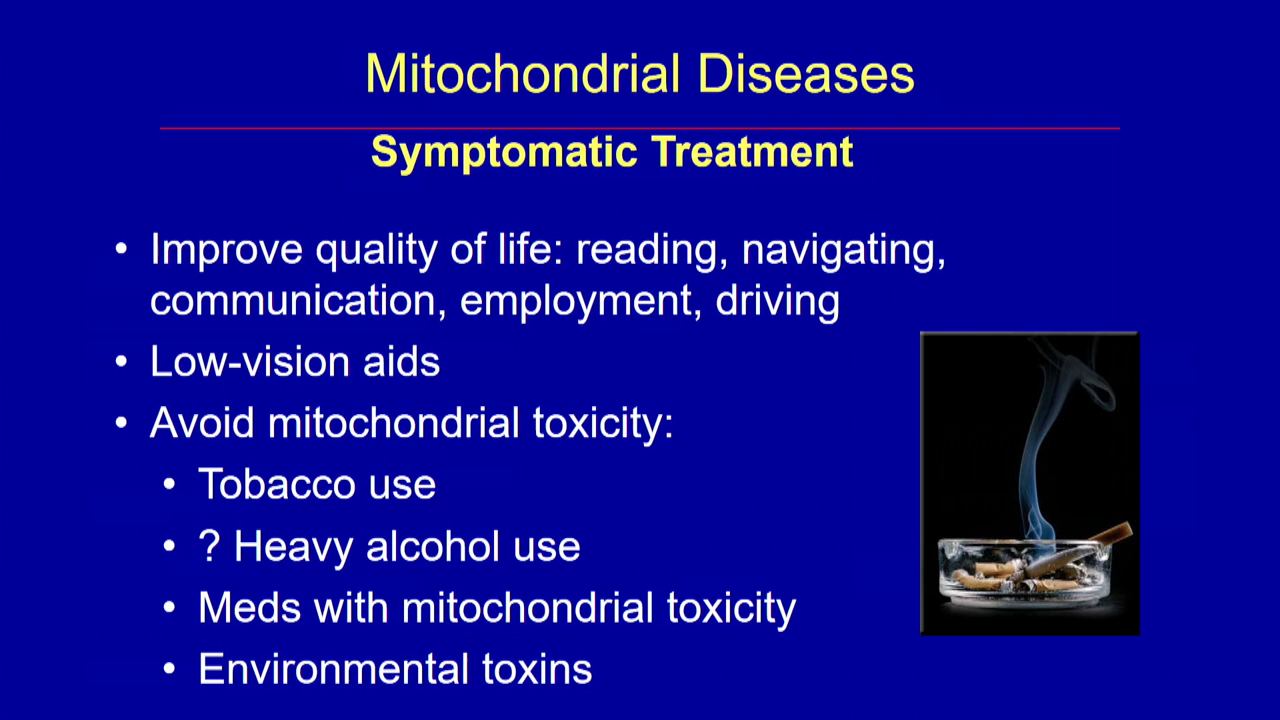 Mitochondrial Diseases
Symptomatic Treatment
• Improve quality of life: reading, navigating,
communication, employment, driving
• Low-vision aids
• Avoid mitochondrial toxicity:
• Tobacco use
• ? Heavy alcohol use
• Meds with mitochondrial toxicity
• Environmental toxins